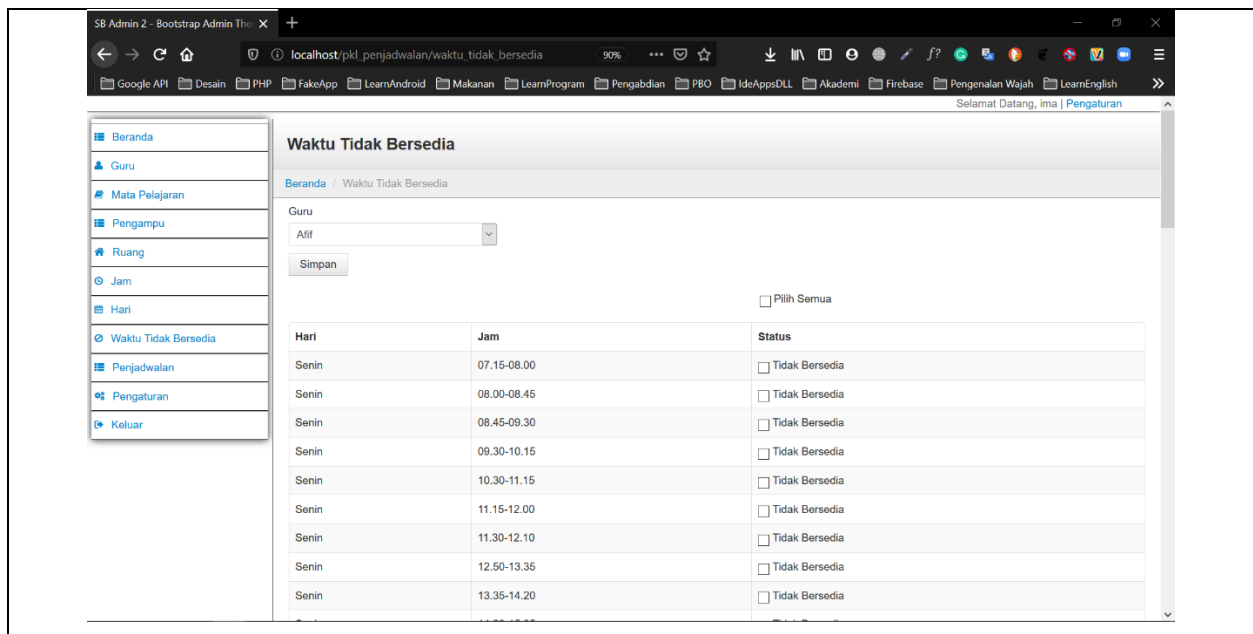 SB Admin 2 - Bootstrap Admin The
localhost/pkl_penjadwalan/waktu_tidak_bersedia 90%
Google API Desain PHP FakeApp LearnAndroid Makanan LearnProgram Pengabdian PBO IdeAppsDLL Akademi Firebase Pengenalan Wajah LearnEnglish
Selamat Datang, ima | Pengaturan
Beranda
Guru
Mata Pelajaran
Pengampu
Ruang
Jam
Hari
Waktu Tidak Bersedia
Penjadwalan
Pengaturan
Keluar
Waktu Tidak Bersedia
Beranda / Waktu Tidak Bersedia
Guru
Afif
Simpan
Pilih Semua
Hari Jam Status
Senin 07.15-08.00 Tidak Bersedia
Senin 08.00-08.45 Tidak Bersedia
Senin 08.45-09.30 Tidak Bersedia
Senin 09.30-10.15 Tidak Bersedia
Senin 10.30-11.15 Tidak Bersedia
Senin 11.15-12.00 Tidak Bersedia
Senin 11.30-12.10 Tidak Bersedia
Senin 12.50-13.35 Tidak Bersedia
Senin 13.35-14.20 Tidak Bersedia